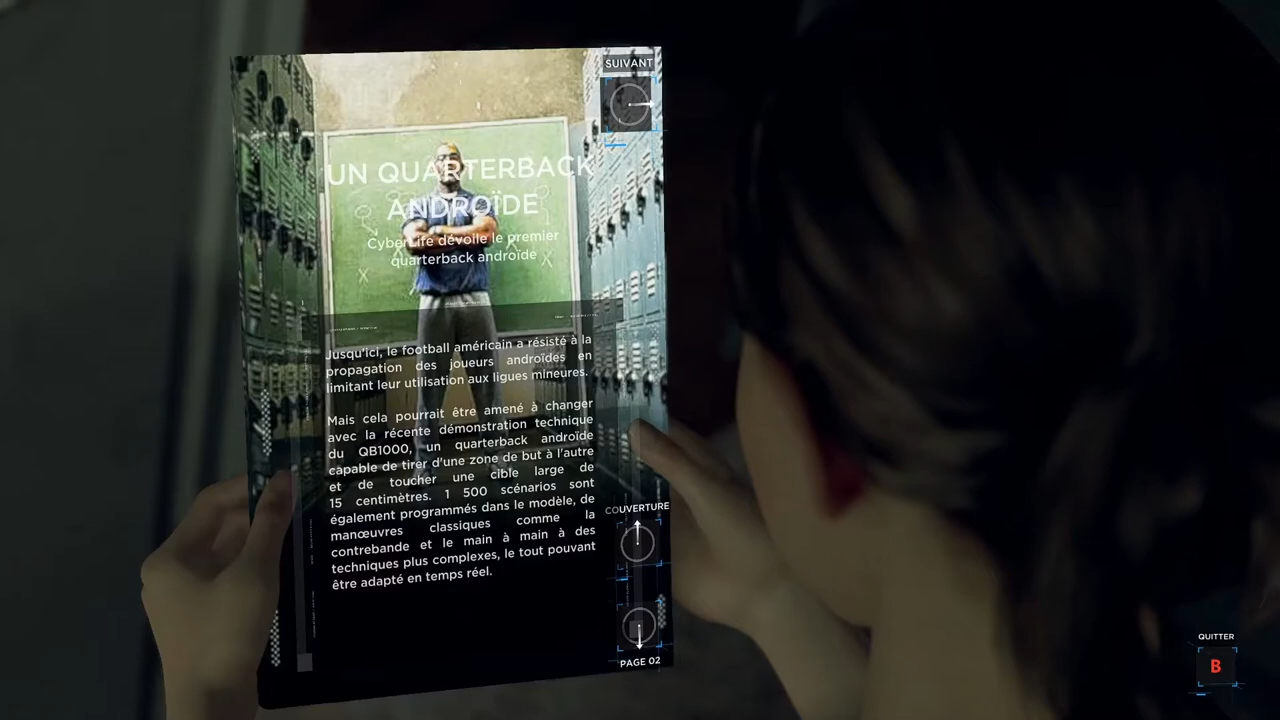 SUIVANT
UN QUARTERBACK
ANDROÏDE
CyberLife dévoile le premier
quarterback androïde
Jusqu'ici, le football américain a résisté à la
propagation des joueurs androïdes en
limitant leur utilisation aux ligues mineures.
Mais cela pourrait être amené à changer
avec la récente démonstration technique
du QB1000, un quarterback androïde
capable de tirer d'une zone de but à l'autre
et de toucher une cible large de
15 centimètres. 1 500 scénarios sont
également programmés dans le modèle, de
manœuvres classiques comme la
contrebande et le main à main à des
techniques plus complexes, le tout pouvant
être adapté en temps réel.
COUVERTURE
PAGE 02
QUITTER
B